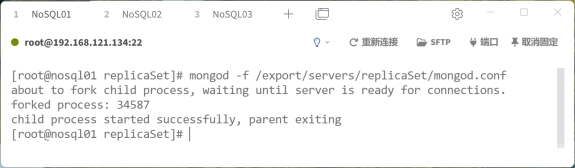 1 NoSQL01 2 NoSQL02 3 NoSQL03
root@192.168.121.134:22 重新连接 SFTP 端口 取消固定
[root@nosql01 replicaSet]# mongod -f /export/servers/replicaSet/mongod.conf
about to fork child process, waiting until server is ready for connections.
forked process: 34587
child process started successfully, parent exiting
[root@nosql01 replicaSet]#